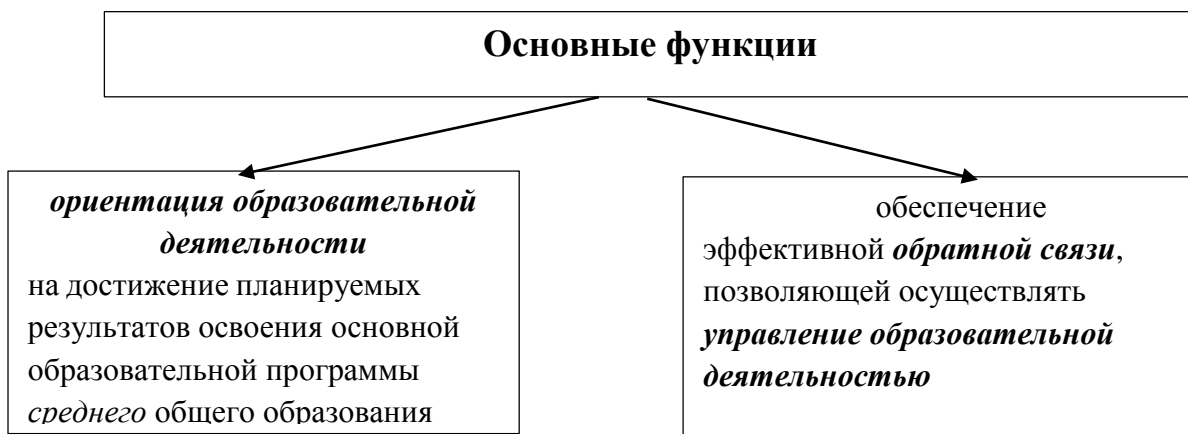 Основные функции
ориентация образовательной
деятельности
на достижение планируемых
результатов освоения основной
образовательной программы
среднего общего образования
обеспечение
эффективной обратной связи,
позволяющей осуществлять
управление образовательной
деятельностью